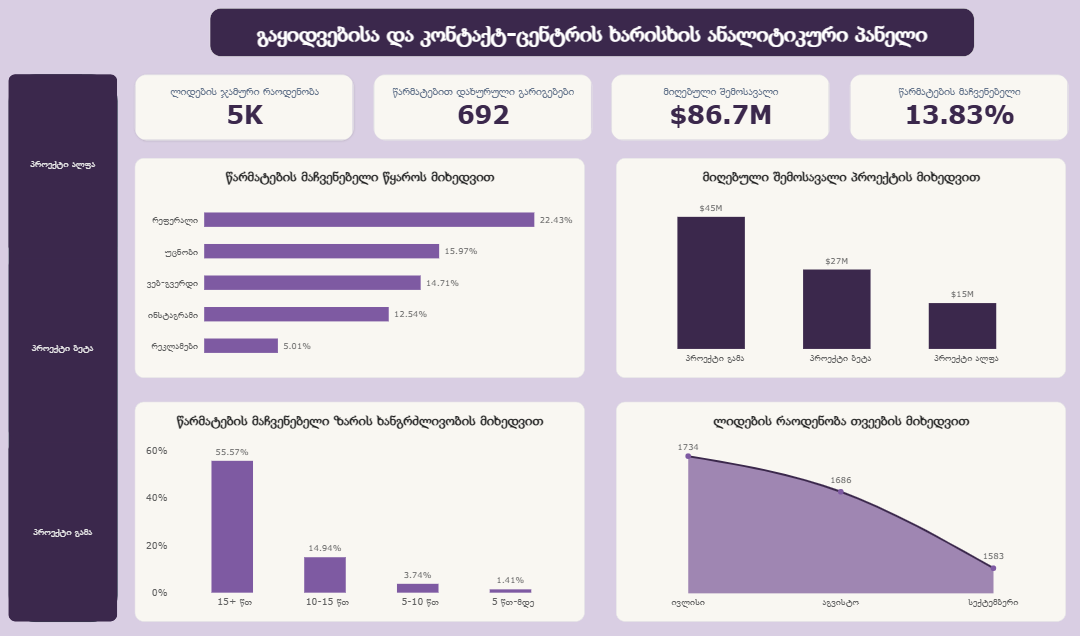 გაყიდვებისა და კონტაქტ-ცენტრის ხარისხის ანალიტიკური პანელი
ლიდების ჯამური რაოდენობა
5K
წარმატებით დახურული გარიგებები
692
მიღებული შემოსავალი
$86.7M
წარმატების მაჩვენებელი
13.83%
პროექტი ალფა
პროექტი ბეტა
პროექტი გამა
წარმატების მაჩვენებელი წყაროს მიხედვით
რეფერალი
22.43%
უცნობი
15.97%
ვებ-გვერდი
14.71%
ინსტაგრამი
12.54%
რეკლამები
5.01%
მიღებული შემოსავალი პროექტის მიხედვით
$45M
$27M
$15M
პროექტი გამა
პროექტი ბეტა
პროექტი ალფა
წარმატების მაჩვენებელი ზარის ხანგრძლივობის მიხედვით
60%
40%
20%
0%
55.57%
14.94%
3.74%
1.41%
15+ წთ
10-15 წთ
5-10 წთ
5 წთ-მდე
ლიდების რაოდენობა თვეების მიხედვით
1734
1686
1583
ივლისი
აგვისტო
სექტემბერი